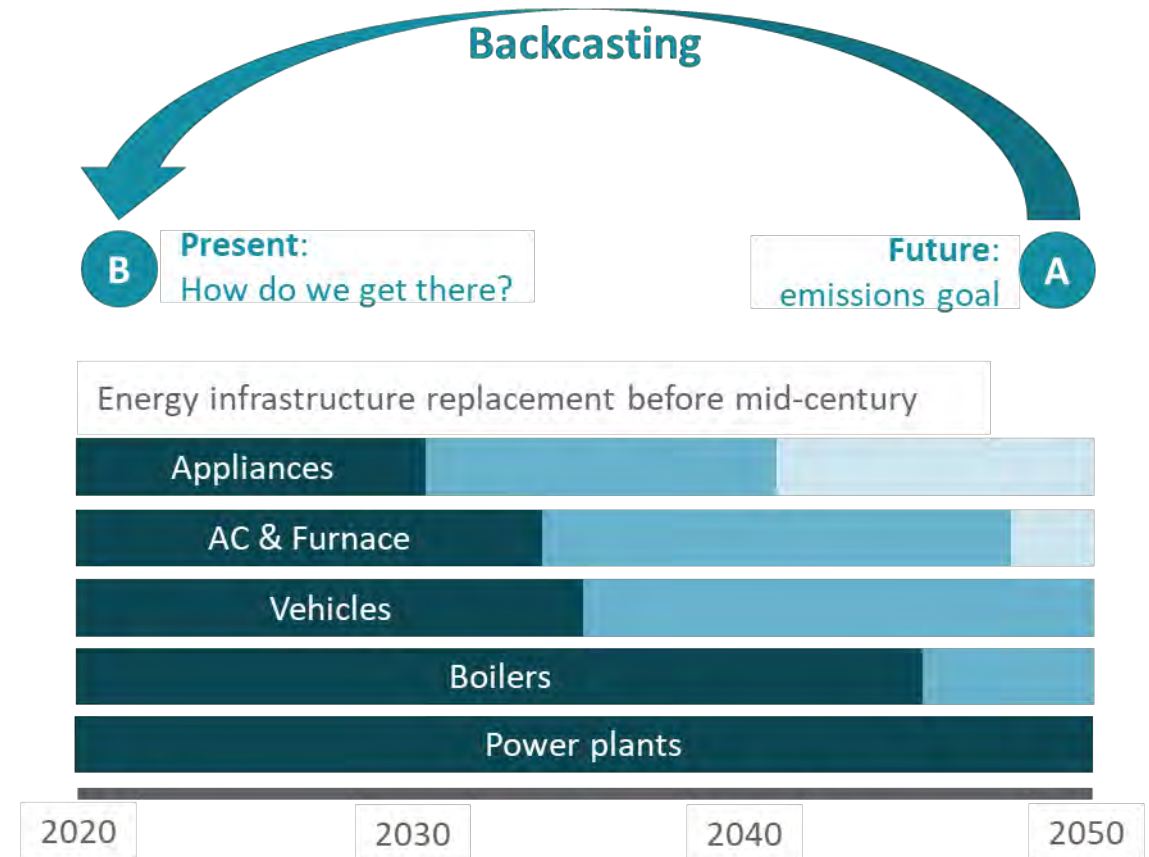 Backcasting
B
Present:
How do we get there?
Future:
emissions goal
A
Energy infrastructure replacement before mid-century
Appliances
AC & Furnace
Vehicles
Boilers
Power plants
2020
2030
2040
2050